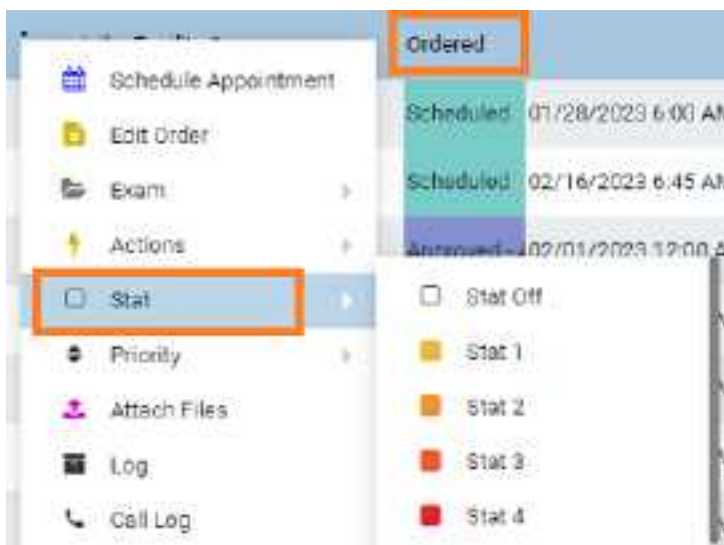 Ordered
Schedule Appointment
Scheduled 01/28/2023 6:00 AM
Edit Order
Scheduled 02/16/2023 6:45 AM
Exam
Actions
Approved - 02/01/2023 12:00 A
Stat
Stat Off
Priority
Stat 1
Attach Files
Stat 2
Log
Stat 3
Call Log
Stat 4